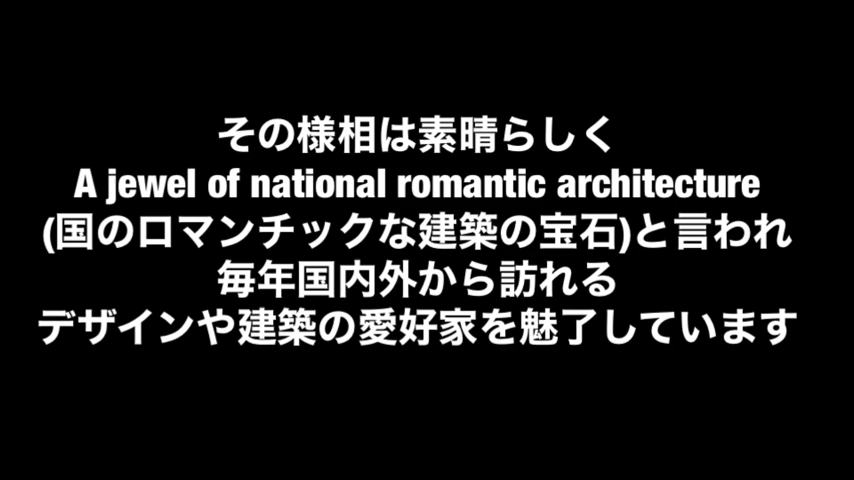 その様相は素晴らしく
A jewel of national romantic architecture
(国のロマンチックな建築の宝石)と言われ
毎年国内外から訪れる
デザインや建築の愛好家を魅了しています